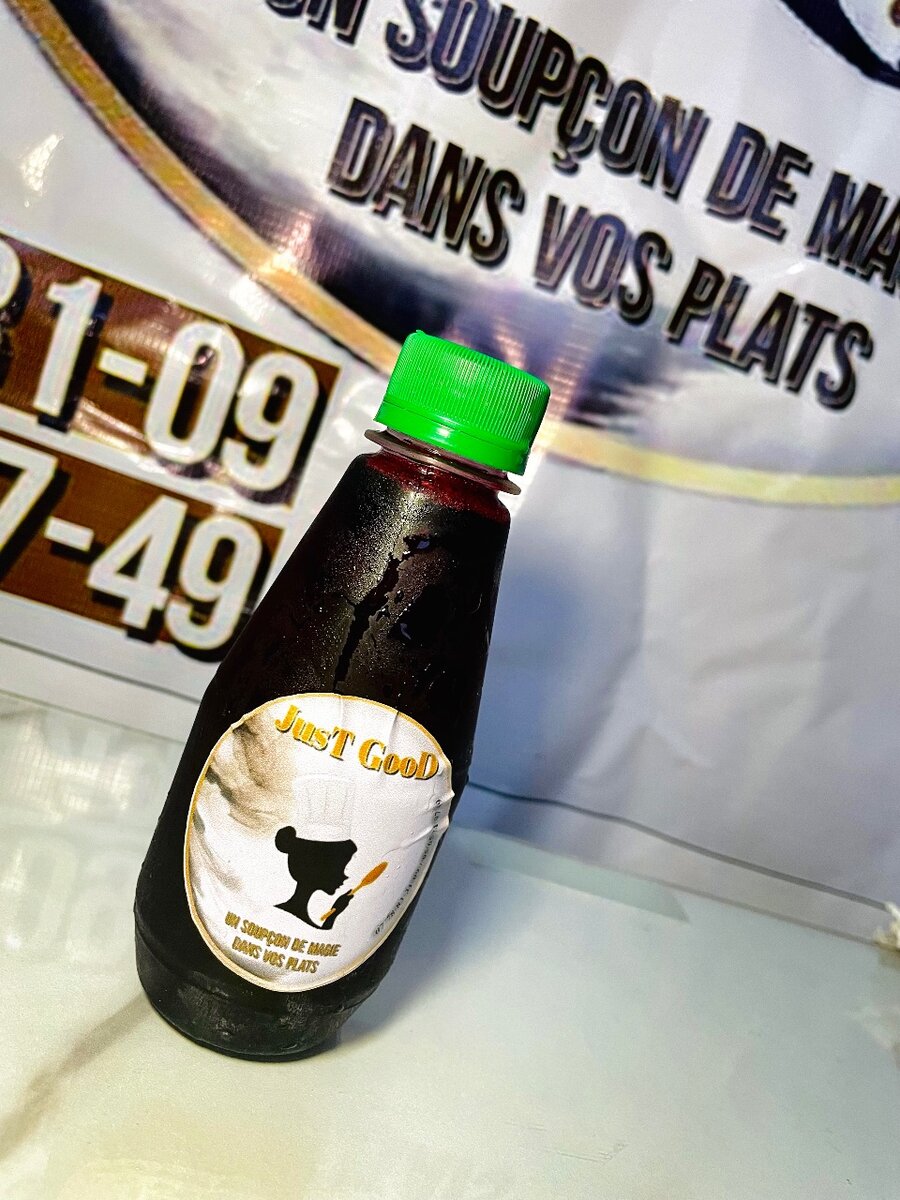 UN SOUPÇON DE MA
DANS VOS PLATS
1-09
7-49
JusT GooD
UN SOUPÇON DE MAGIE
DANS VOS PLATS